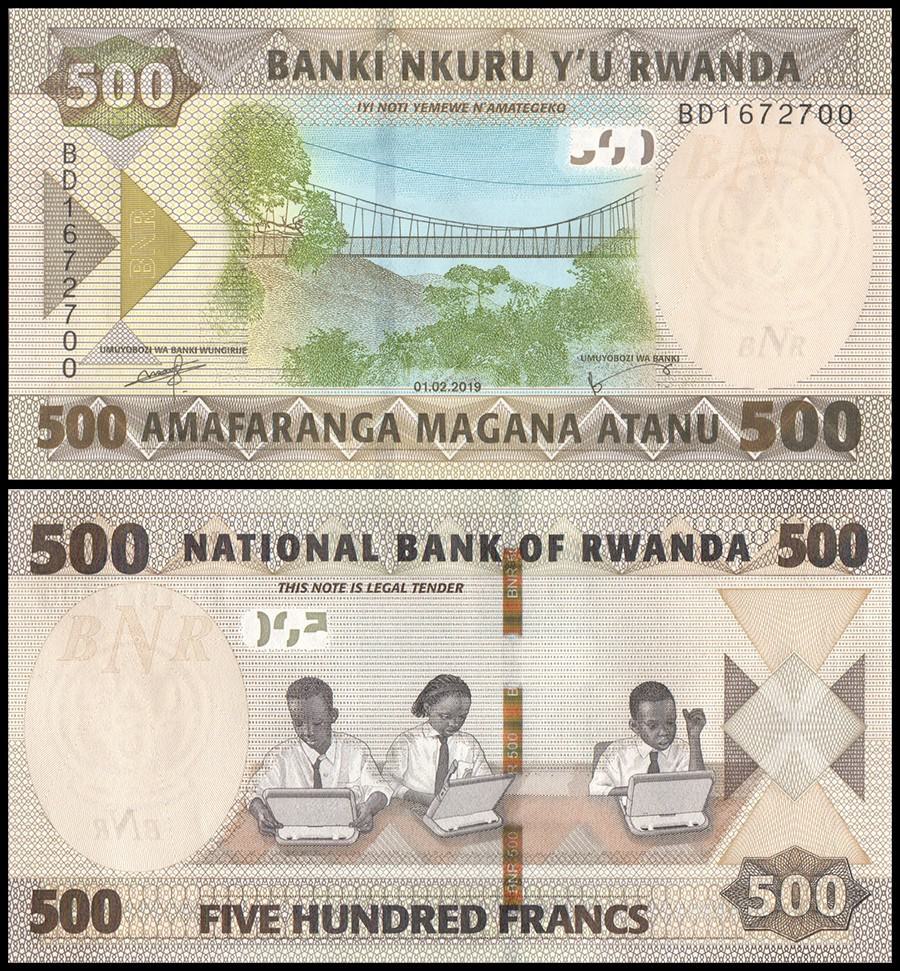 500
BANKI NKURU Y'U RWANDA
IYI NOTI YEMEWE N'AMATEGEKO
BD1672700
BNR
BD1672700
BNR
BNR
UMUYOBOZI WA BANKI WUNGIRIJE
UMUYOBOZI WA BANKI
01.02.2019
500 AMAFARANGA MAGANA ATANU 500
500 NATIONAL BANK OF RWANDA 500
THIS NOTE IS LEGAL TENDER
BNR
BNR
BNR
BNR 500
500
500 FIVE HUNDRED FRANCS